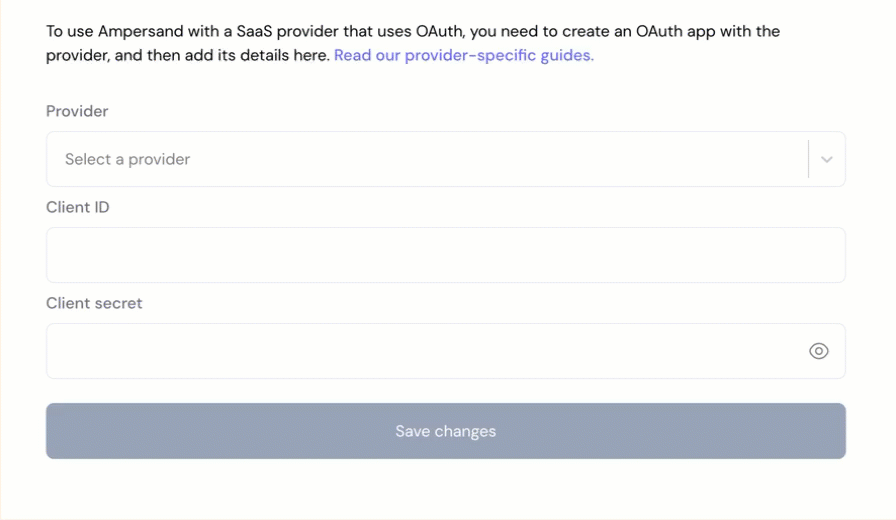 To use Ampersand with a SaaS provider that uses OAuth, you need to create an OAuth app with the
provider, and then add its details here. Read our provider-specific guides.
Provider
Select a provider
Client ID
Client secret
Save changes